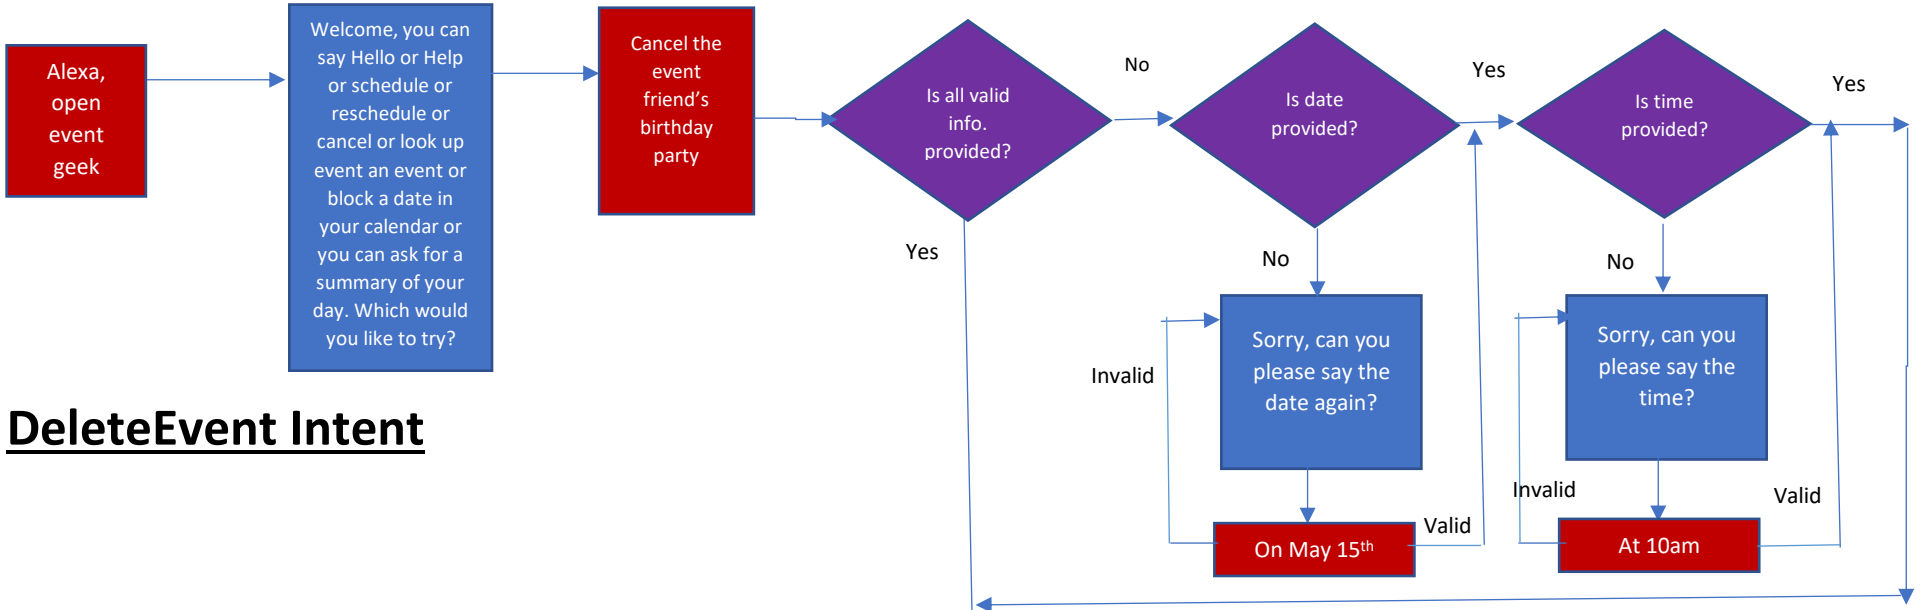 Alexa,
open
event
geek
Welcome, you can
say Hello or Help
or schedule or
reschedule or
cancel or look up
event an event or
block a date in
your calendar or
you can ask for a
summary of your
day. Which would
you like to try?
Cancel the
event
friend’s
birthday
party
Is all valid
info.
provided?
No
Yes
Is date
provided?
Yes
No
Sorry, can you
please say the
date again?
Invalid
On May 15th
Valid
Is time
provided?
Yes
No
Sorry, can you
please say the
time?
Invalid
At 10am
Valid
DeleteEvent Intent